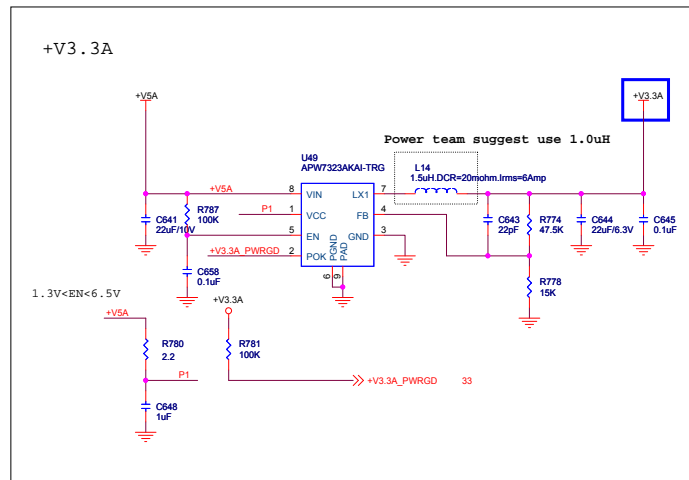 +V3.3A
+V5A
+V3.3A
Power team suggest use 1.0uH
U49
APW7323AKAI-TRG
L14
1.5uH.DCR=20mohm.Irms=6Amp
+V5A
8
VIN
LX1
7
C641
22uF/10V
R787
100K
P1
1
VCC
FB
4
C643
22pF
R774
47.5K
C644
22uF/6.3V
C645
0.1uF
5
EN
GND
3
+V3.3A_PWRGD
2
POK
PGND
PAD
6
9
C658
0.1uF
R778
15K
1.3V<EN<6.5V
+V3.3A
+V5A
R780
2.2
R781
100K
P1
+V3.3A_PWRGD
33
C648
1uF